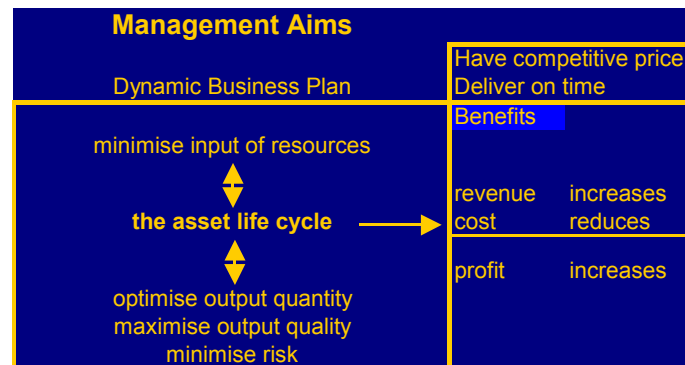 Management Aims
Have competitive price
Dynamic Business Plan
Deliver on time
Benefits
minimise input of resources
revenue increases
the asset life cycle
cost reduces
profit increases
optimise output quantity
maximise output quality
minimise risk